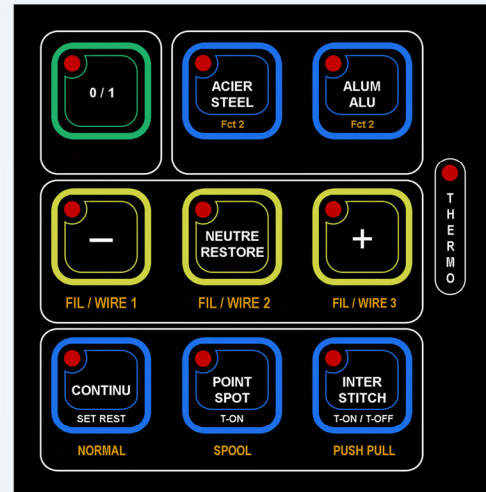 0 / 1
ACIER
STEEL
Fct 2
ALUM
ALU
Fct 2
THERMO
−
NEUTRE
RESTORE
+
FIL / WIRE 1
FIL / WIRE 2
FIL / WIRE 3
CONTINU
SET REST
POINT
SPOT
T-ON
INTER
STITCH
T-ON / T-OFF
NORMAL
SPOOL
PUSH PULL